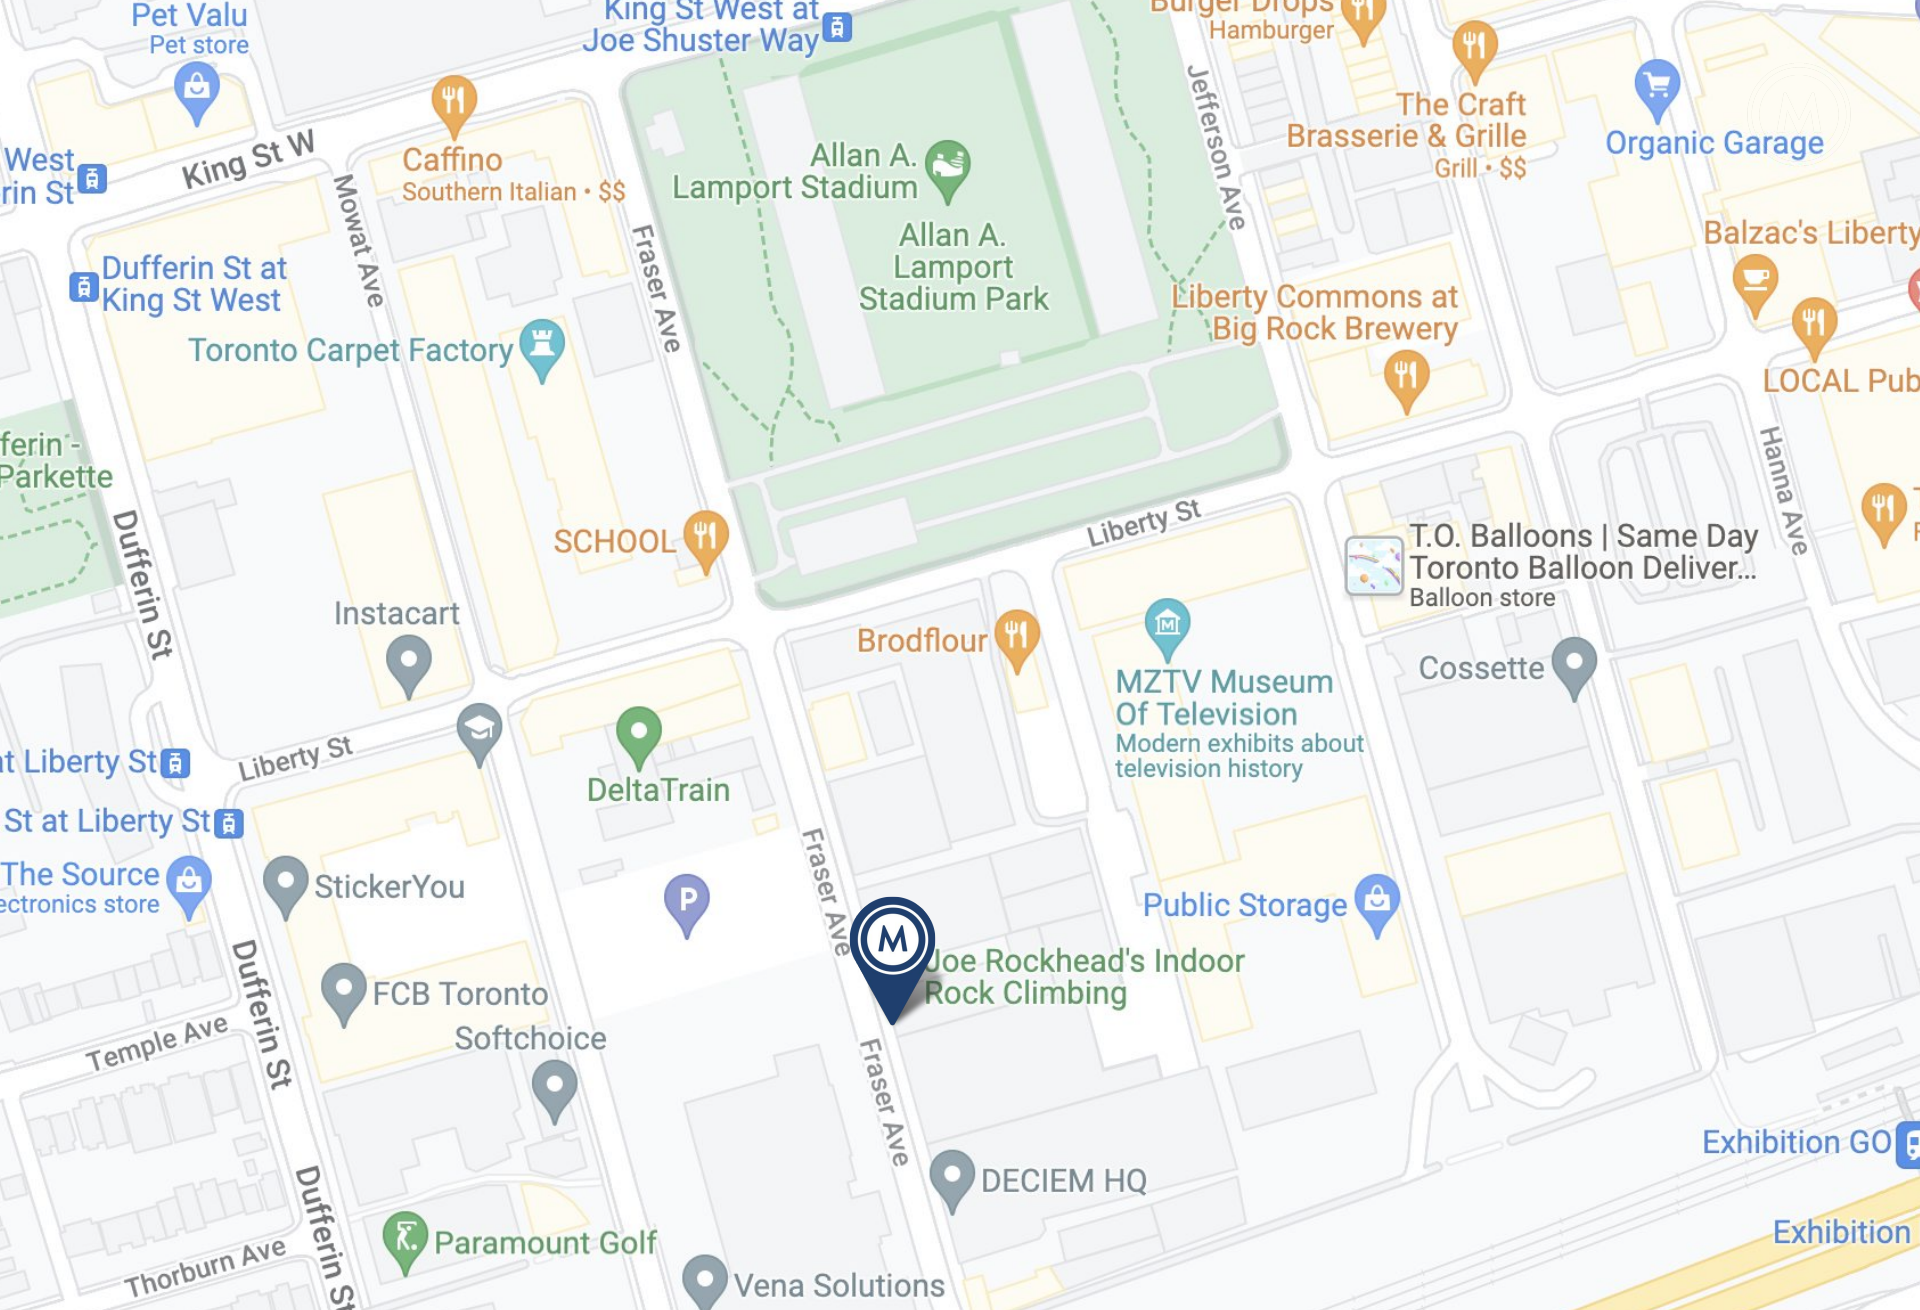 Pet Valu
Pet store
King St West at
Joe Shuster Way
Burger Drops
Hamburger
The Craft
Brasserie & Grille
Grill • $$
Organic Garage
M
King St W
West
rin St
Caffino
Southern Italian • $$
Allan A.
Lamport Stadium
Jefferson Ave
Mowat Ave
Fraser Ave
Allan A.
Lamport
Stadium Park
Balzac's Liberty
Dufferin St at
King St West
Liberty Commons at
Big Rock Brewery
Toronto Carpet Factory
LOCAL Pub
fferin -
Parkette
Hanna Ave
Dufferin St
SCHOOL
Liberty St
T.O. Balloons | Same Day
Toronto Balloon Deliver...
Balloon store
Instacart
Brodflour
Cossette
MZTV Museum
Of Television
Modern exhibits about
television history
at Liberty St
Liberty St
DeltaTrain
St at Liberty St
The Source
ectronics store
StickerYou
P
Fraser Ave
Public Storage
M
Joe Rockhead's Indoor
Rock Climbing
Dufferin St
FCB Toronto
Softchoice
Temple Ave
Fraser Ave
Exhibition GO
DECIEM HQ
Dufferin St
Paramount Golf
Exhibition
Thorburn Ave
Vena Solutions